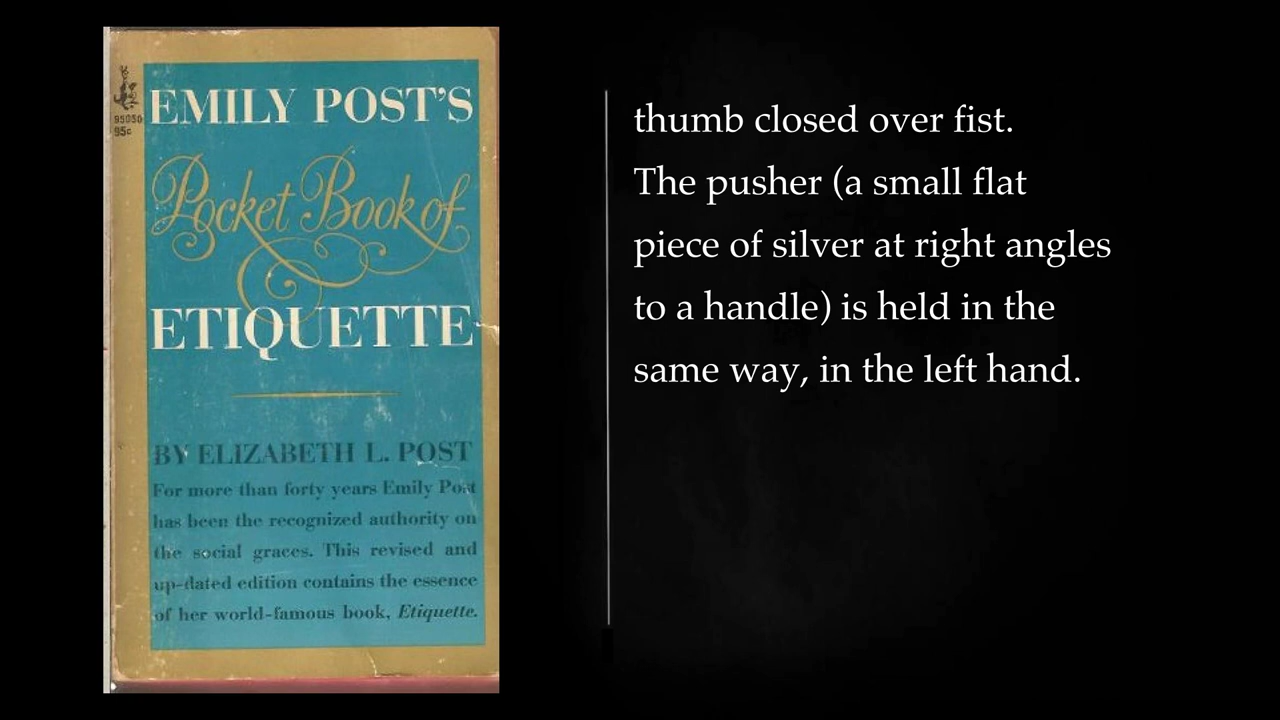 EMILY POST'S
Pocket Book of
ETIQUETTE
BY ELIZABETH L. POST
For more than forty years Emily Post
has been the recognized authority on
the social graces. This revised and
up-dated edition contains the essence
of her world-famous book, Etiquette.
95050
95c
thumb closed over fist.
The pusher (a small flat
piece of silver at right angles
to a handle) is held in the
same way, in the left hand.